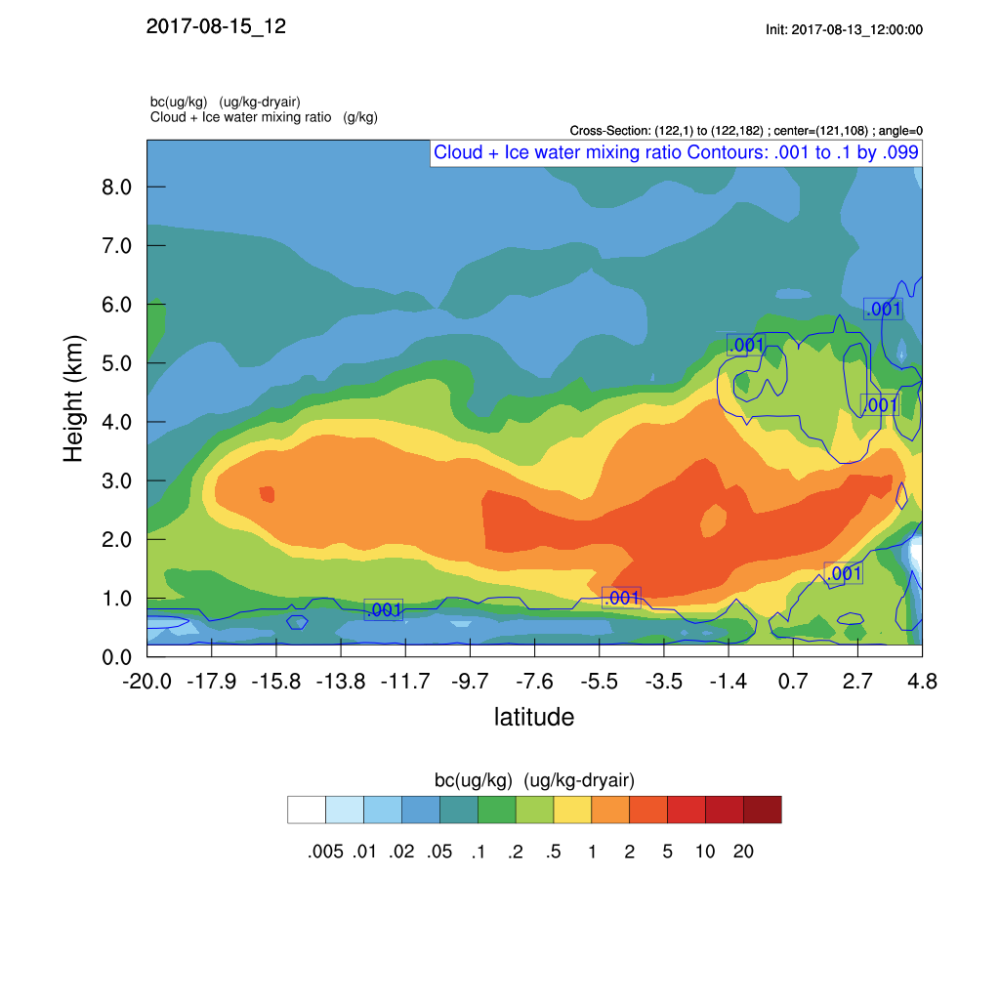 2017-08-15_12
Init: 2017-08-13_12:00:00
bc(ug/kg) (ug/kg-dryair)
Cloud + Ice water mixing ratio (g/kg)
Cross-Section: (122,1) to (122,182) ; center=(121,108) ; angle=0
Cloud + Ice water mixing ratio Contours: .001 to .1 by .099
8.0
7.0
6.0
.001
.001
5.0
.001
4.0
3.0
2.0
.001
1.0
.001
.001
0.0
Height (km)
-20.0 -17.9 -15.8 -13.8 -11.7 -9.7 -7.6 -5.5 -3.5 -1.4 0.7 2.7 4.8
latitude
bc(ug/kg) (ug/kg-dryair)
.005 .01 .02 .05 .1 .2 .5 1 2 5 10 20